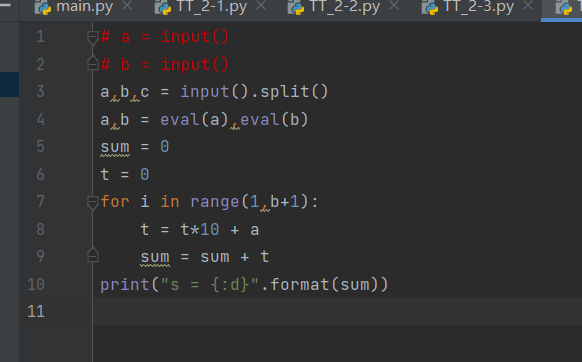 main.py TT_2-1.py TT_2-2.py TT_2-3.py
1 # a = input()
2 # b = input()
3 a,b,c = input().split()
4 a,b = eval(a),eval(b)
5 sum = 0
6 t = 0
7 for i in range(1,b+1):
8 t = t*10 + a
9 sum = sum + t
10 print("s = {:d}".format(sum))
11